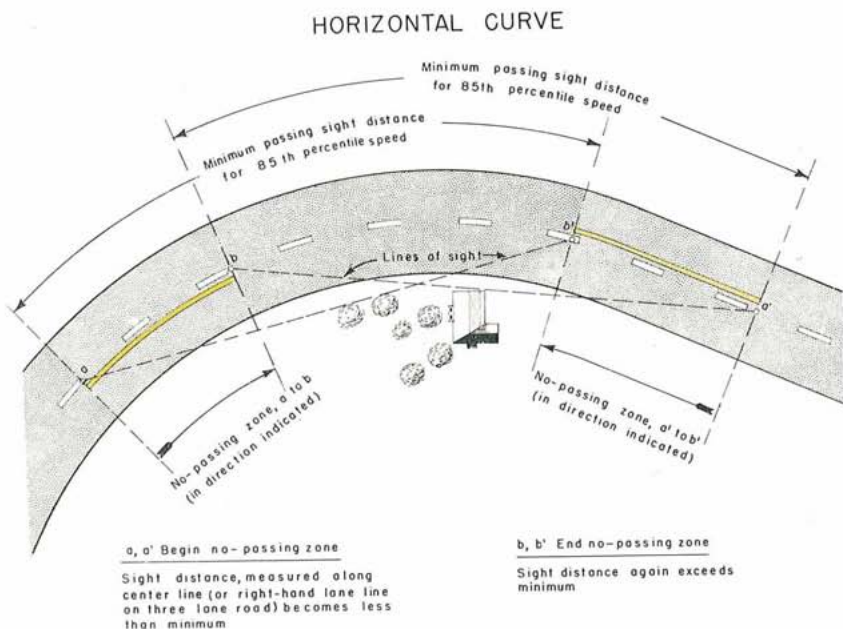 HORIZONTAL CURVE
Minimum passing sight distance
for 85th percentile speed
Minimum passing sight distance
for 85 th percentile speed
b
b'
Lines of sight
a
a'
No-passing zone, a to b
(in direction indicated)
No-passing zone, a' to b'
(in direction indicated)
a, a' Begin no-passing zone
Sight distance, measured along
center line (or right-hand lane line
on three lane road) becomes less
than minimum
b, b' End no-passing zone
Sight distance again exceeds
minimum